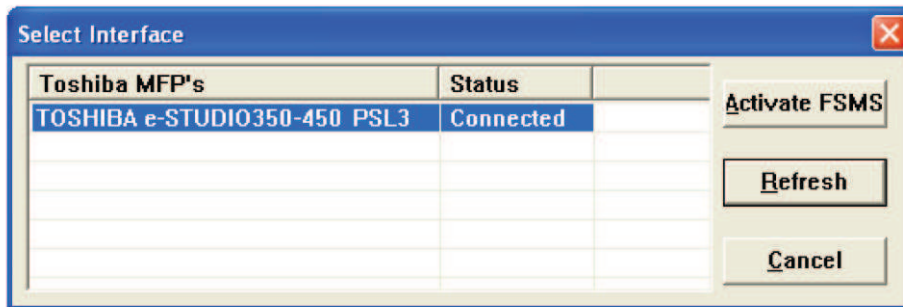 Select Interface
Toshiba MFP's Status
TOSHIBA e-STUDIO350-450 PSL3 Connected
Activate FSMS
Refresh
Cancel